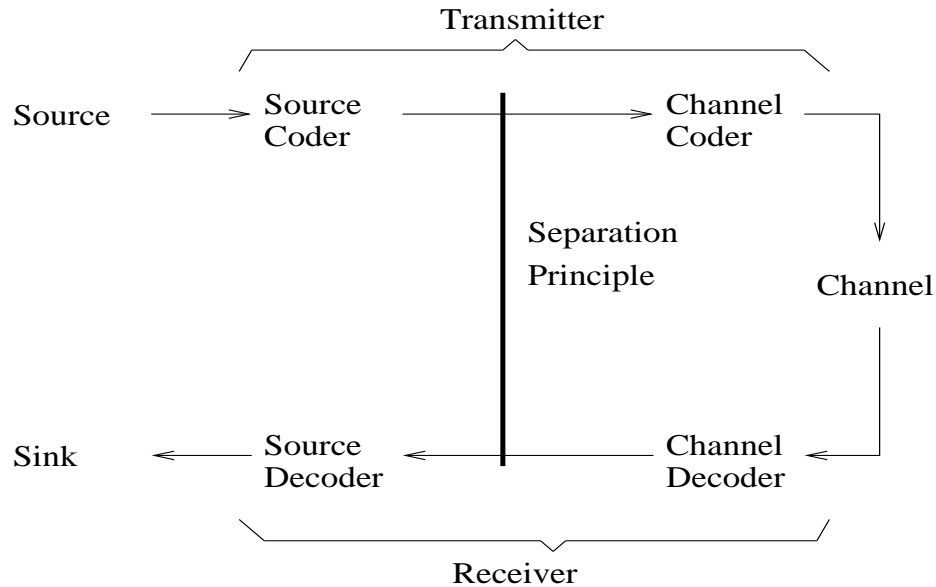 Transmitter
Source
Source
Coder
Channel
Coder
Separation
Principle
Channel
Sink
Source
Decoder
Channel
Decoder
Receiver